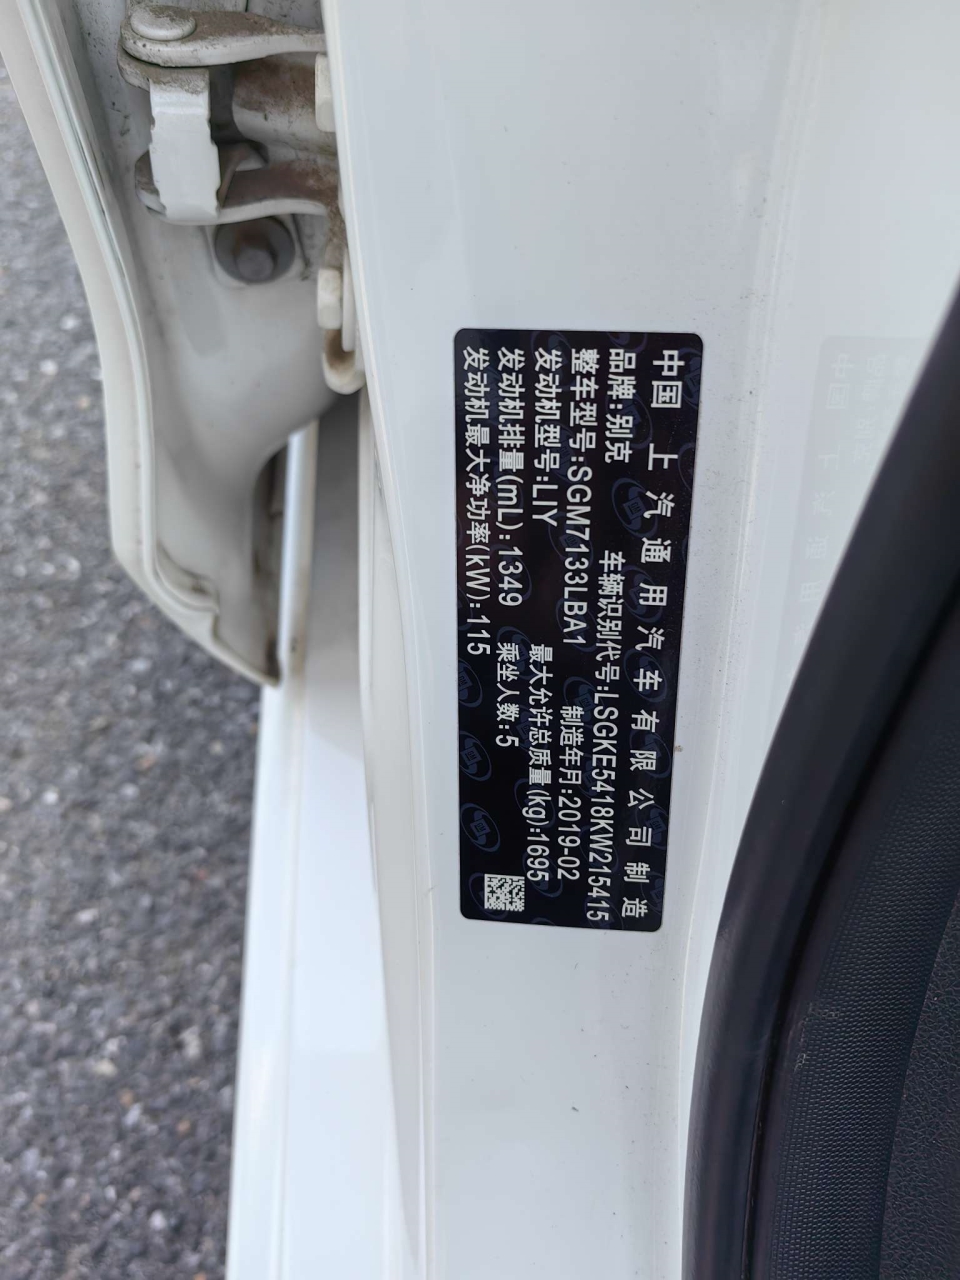 中国 上汽通用汽车有限公司制造
品牌:别克 车辆识别代号:LSGKE5418KW215415
整车型号:SGM7133LBA1 制造年月:2019-02
发动机型号:LIY 最大允许总质量(kg):1695
发动机排量(mL):1349 乘坐人数:5
发动机最大净功率(kW):115